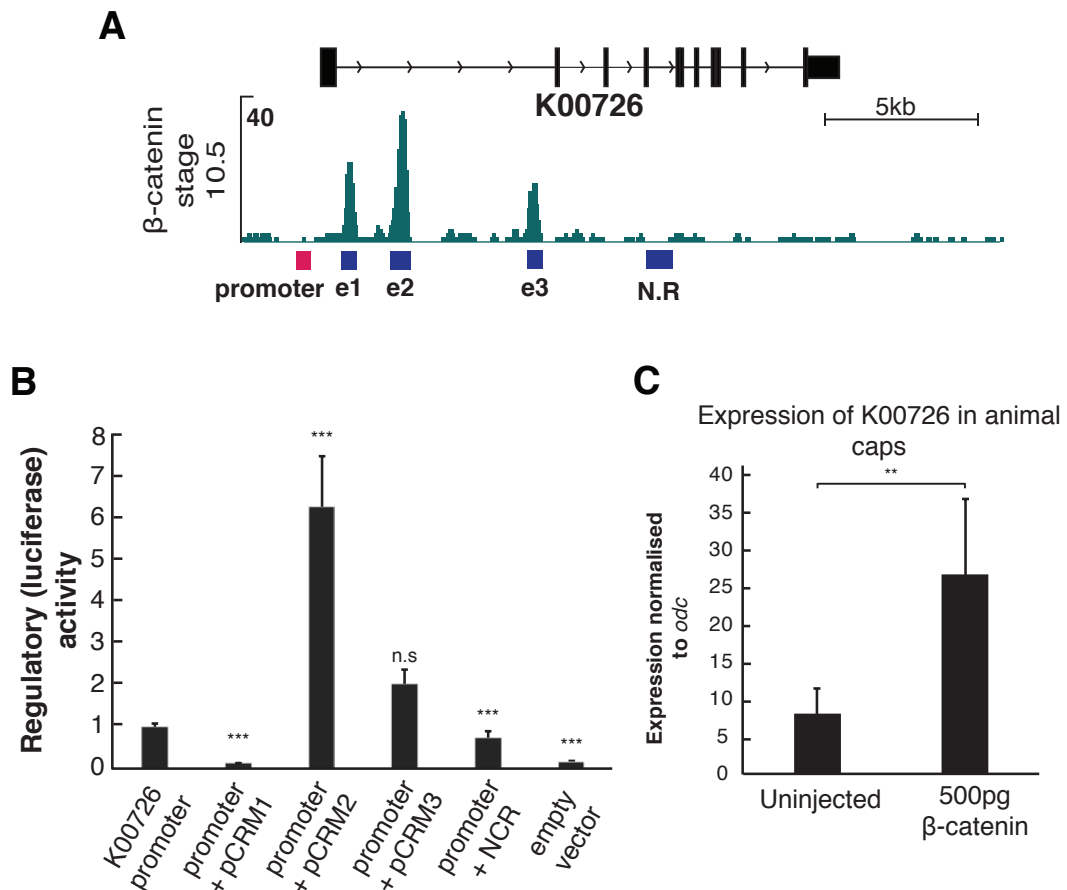 A
K00726
5kb
40
β-catenin
stage
10.5
promoter
e1
e2
e3
N.R
B
Regulatory (luciferase)
activity
8
7
6
5
4
3
2
1
0
***
***
n.s
***
***
K00726
promoter
promoter
+ pCRM1
promoter
+ pCRM2
promoter
+ pCRM3
promoter
+ NCR
empty
vector
C
Expression of K00726 in animal
caps
**
Expression normalised
to odc
40
35
30
25
20
15
10
5
0
Uninjected
500pg
β-catenin